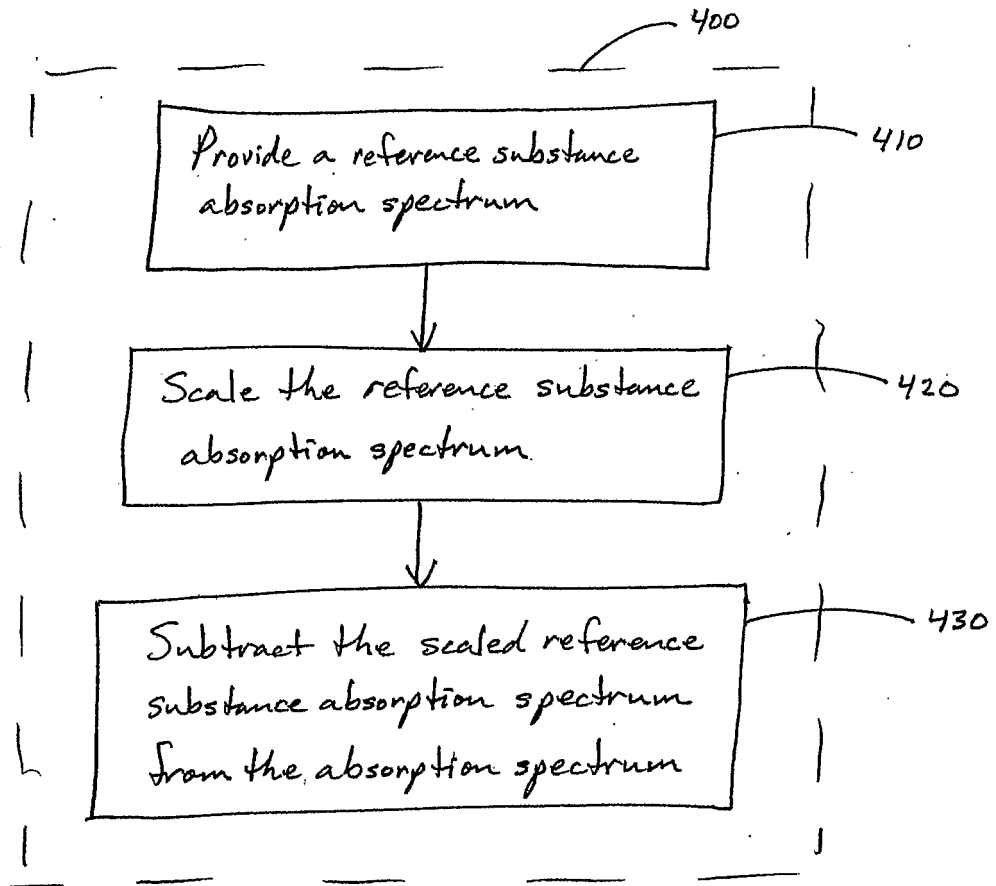 400
Provide a reference substance
absorption spectrum
410
Scale the reference substance
absorption spectrum
420
Subtract the scaled reference
substance absorption spectrum
from the absorption spectrum
430